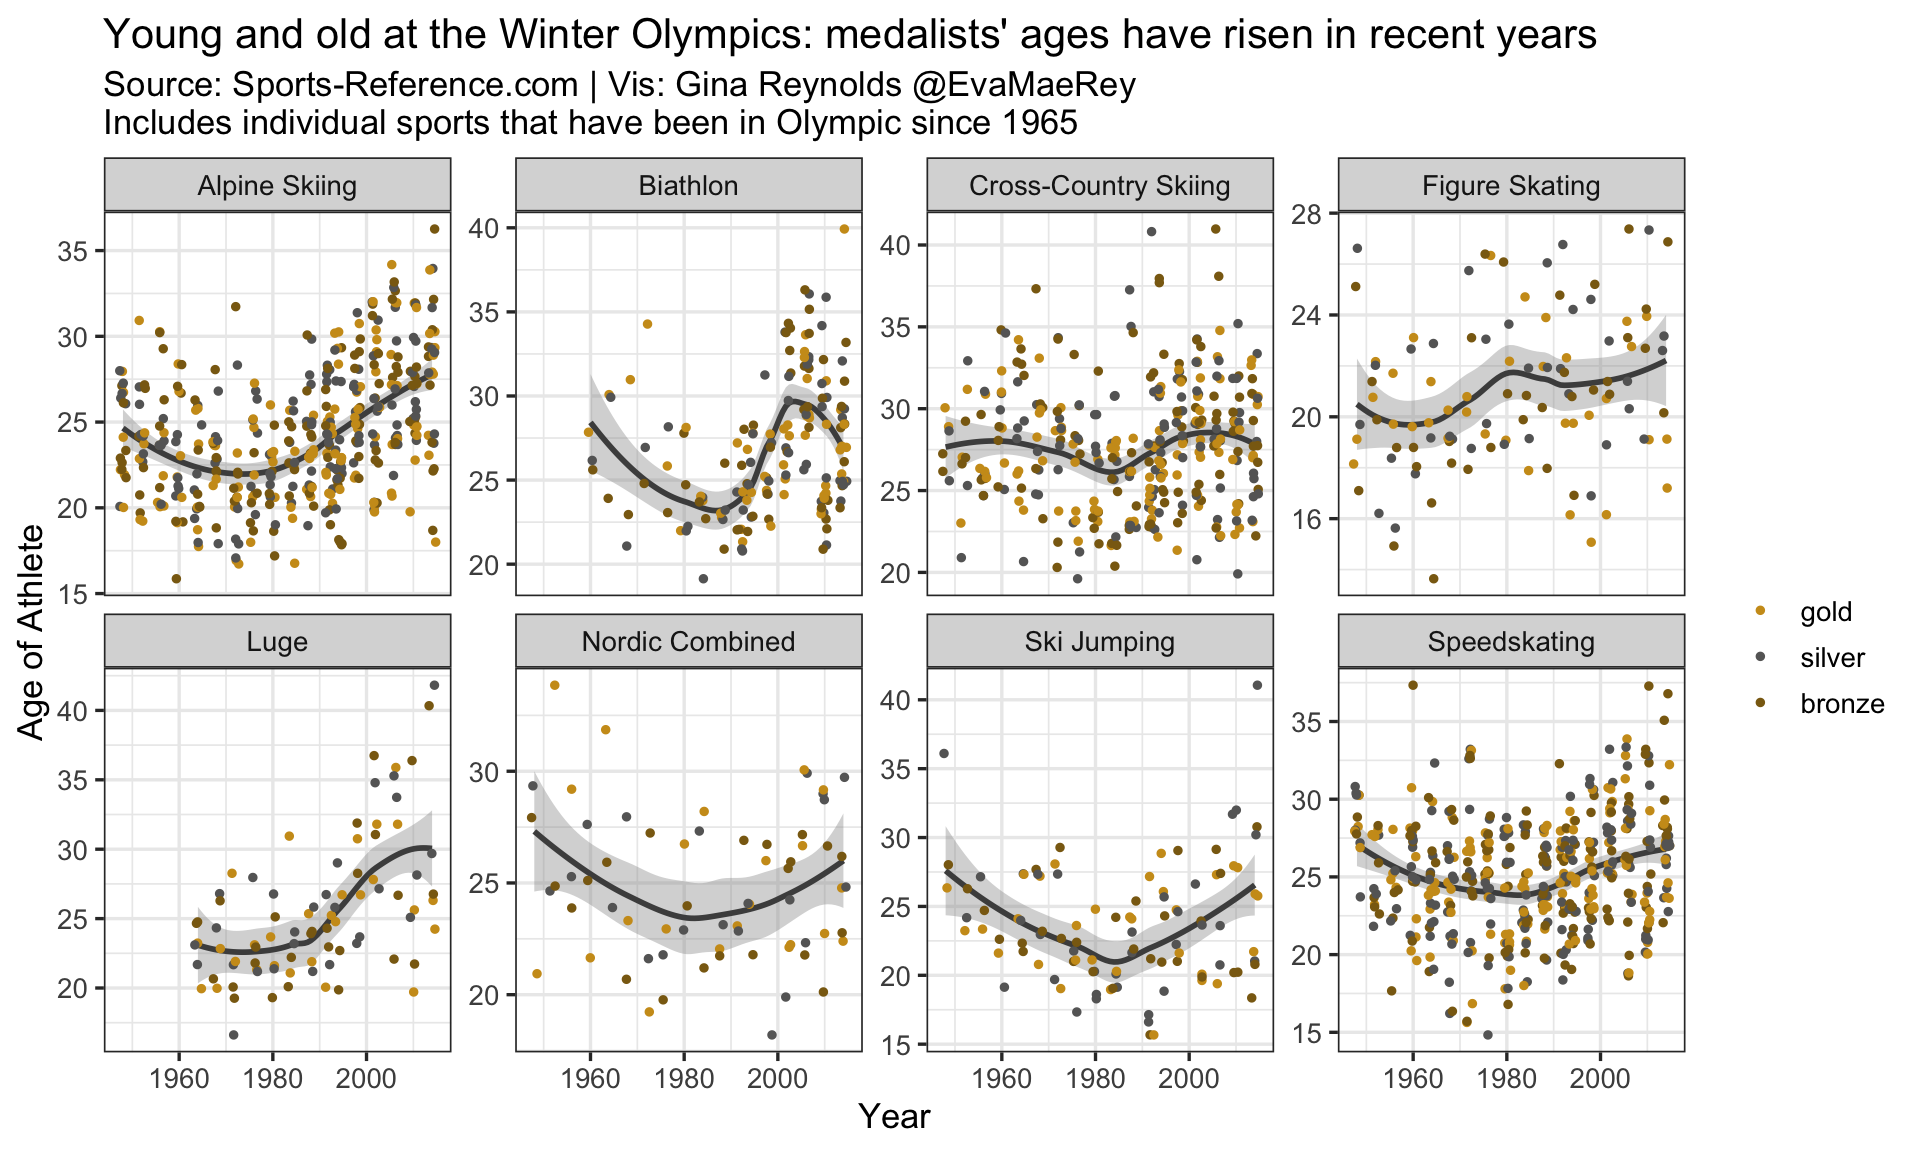 Young and old at the Winter Olympics: medalists' ages have risen in recent years
Source: Sports-Reference.com | Vis: Gina Reynolds @EvaMaeRey
Includes individual sports that have been in Olympic since 1965
Alpine Skiing
Biathlon
Cross-Country Skiing
Figure Skating
35
30
25
20
15
40
35
30
25
20
40
35
30
25
20
28
24
20
16
Age of Athlete
Luge
Nordic Combined
Ski Jumping
Speedskating
40
35
30
25
20
30
25
20
40
35
30
25
20
15
35
30
25
20
15
1960 1980 2000
1960 1980 2000
1960 1980 2000
1960 1980 2000
Year
gold
silver
bronze